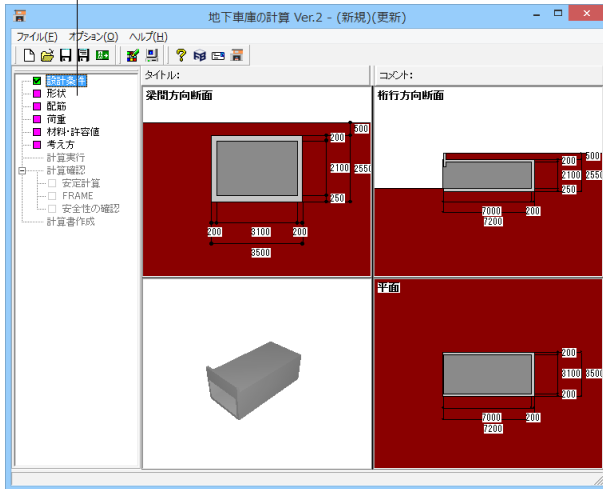 地下車庫の計算 Ver.2 - (新規)(更新)
ファイル(F) オプション(O) ヘルプ(H)
設計条件
形状
配筋
荷重
材料・許容値
考え方
計算実行
計算確認
安定計算
FRAME
安全性の確認
計算書作成
タイトル:
コメント:
梁間方向断面
500
200
2100 2550
250
200 3100 200
3500
桁行方向断面
500
200
2100 2550
250
7000 200
7200
平面
200
3100 3500
200
7000 200
7200